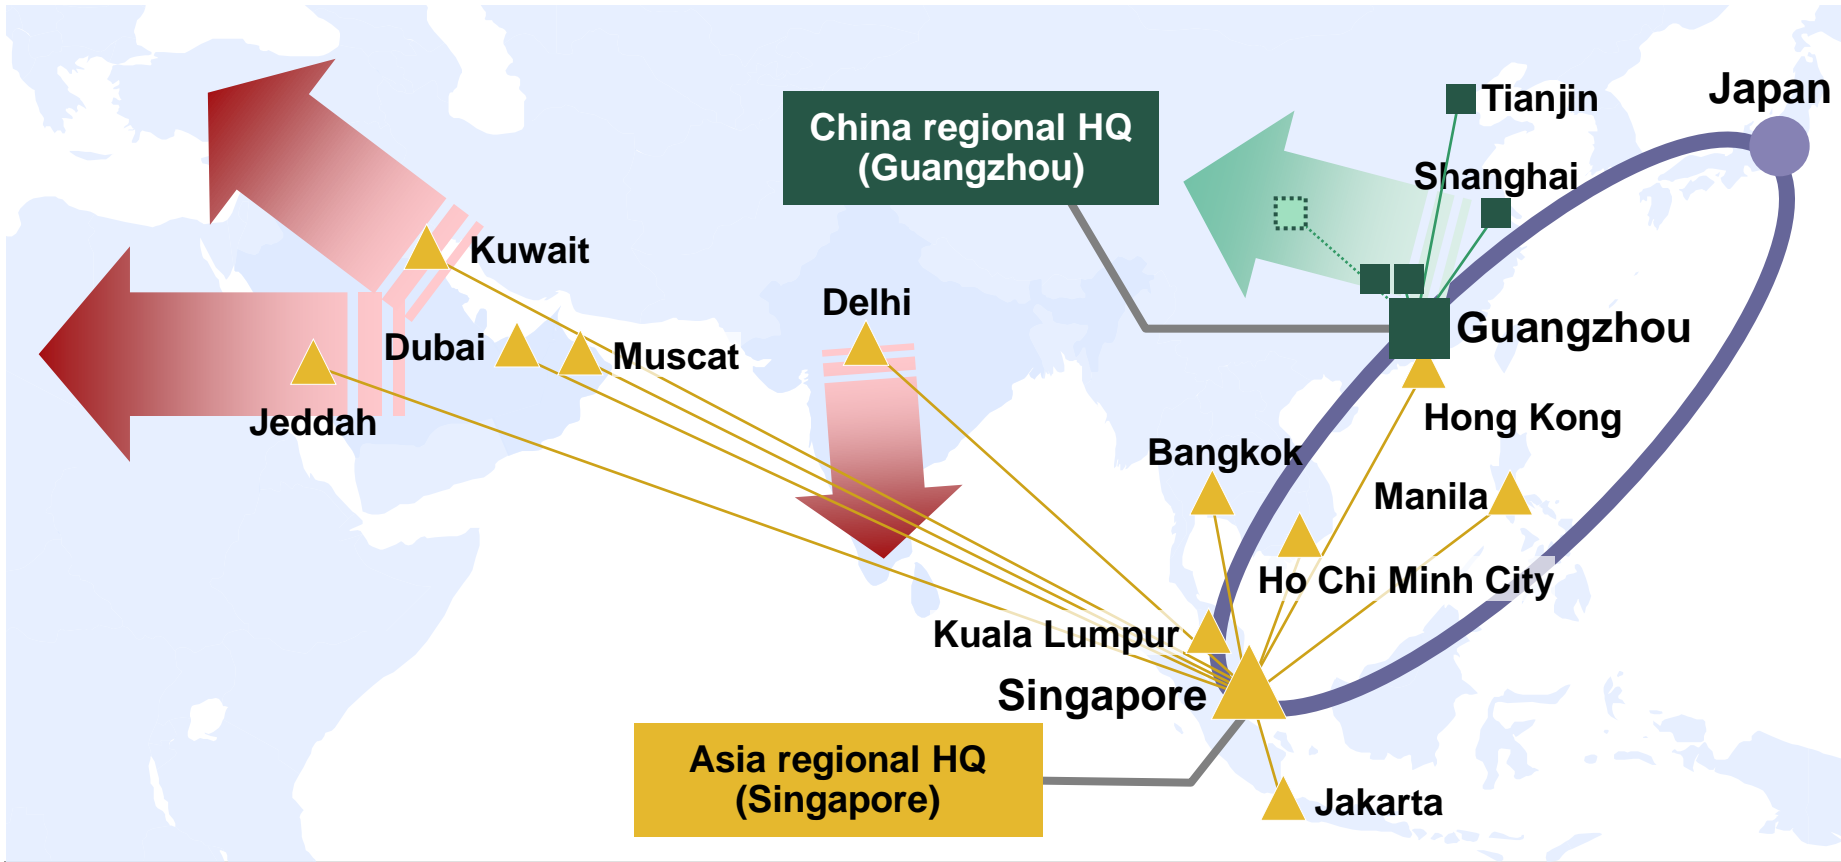 Japan
Tianjin
China regional HQ
(Guangzhou)
Shanghai
Kuwait
Delhi
Guangzhou
Dubai
Muscat
Jeddah
Hong Kong
Bangkok
Manila
Ho Chi Minh City
Kuala Lumpur
Singapore
Asia regional HQ
(Singapore)
Jakarta